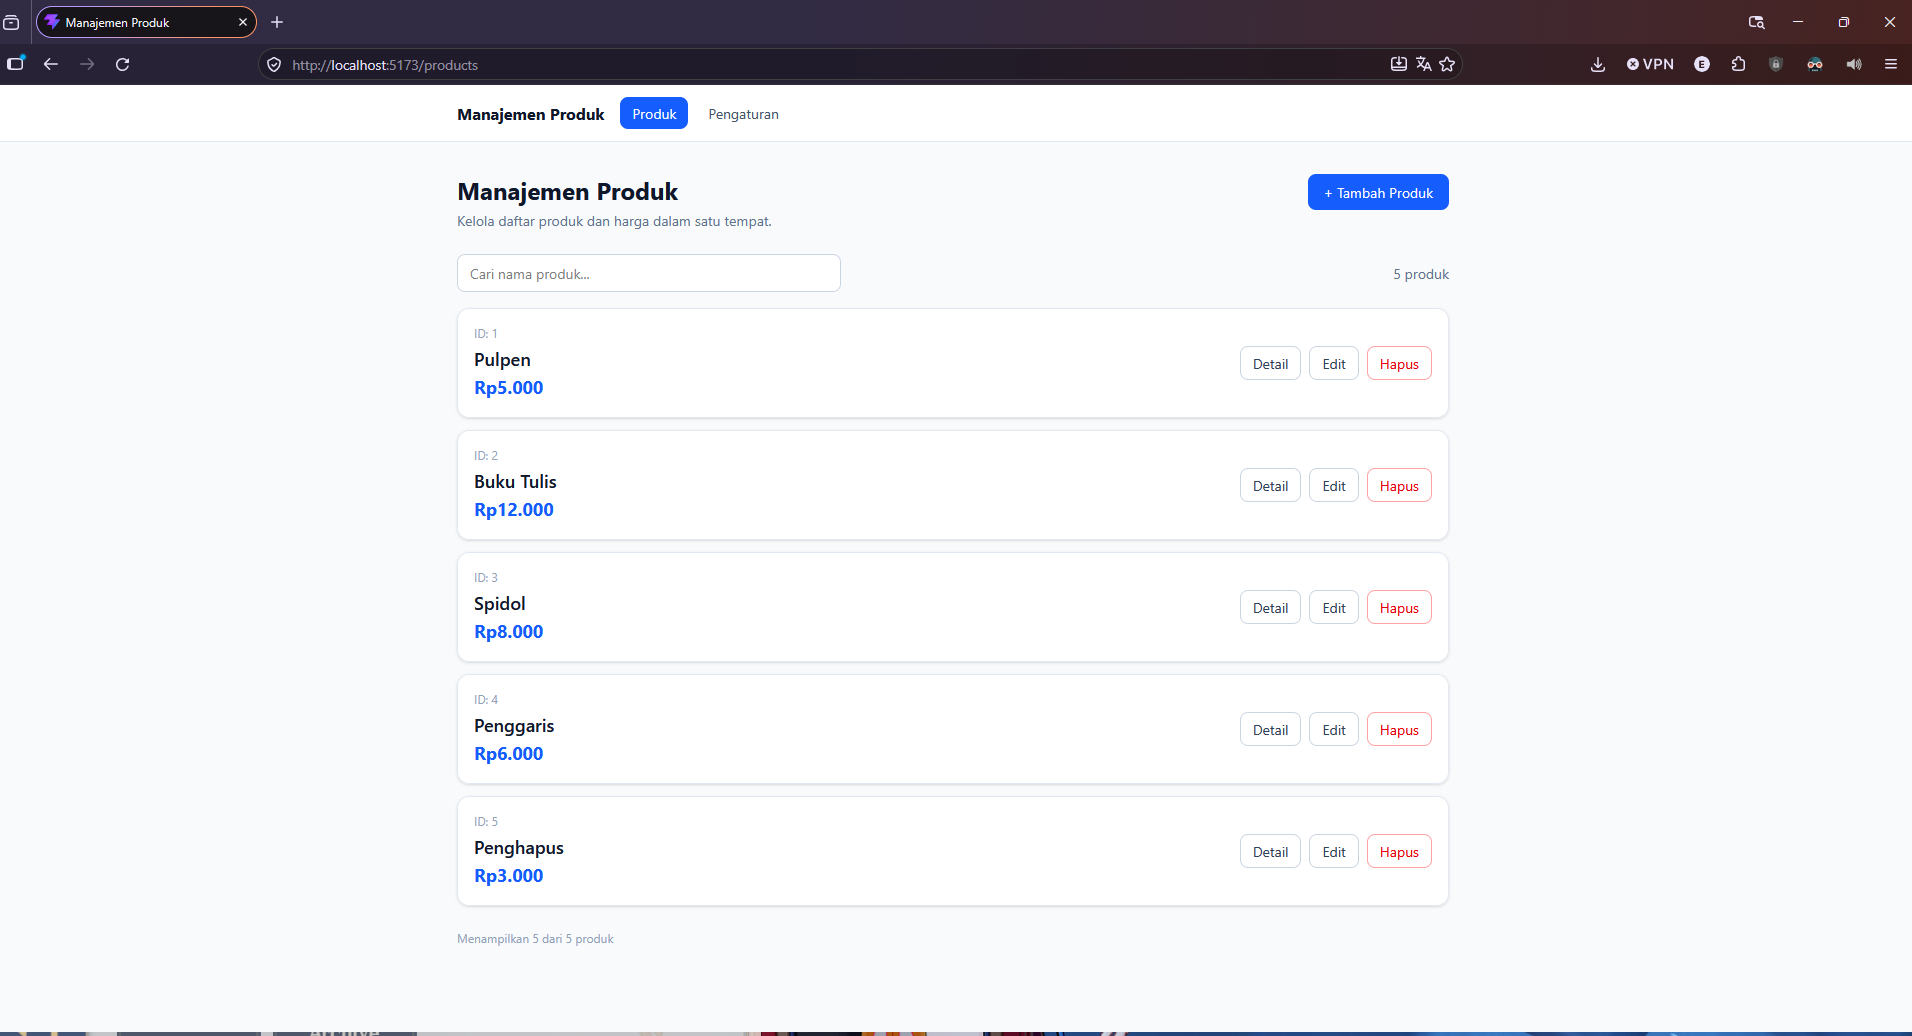 Manajemen Produk
http://localhost:5173/products
VPN
E
Manajemen Produk
Produk
Pengaturan
Manajemen Produk
+ Tambah Produk
Kelola daftar produk dan harga dalam satu tempat.
Cari nama produk...
5 produk
ID: 1
Pulpen
Rp5.000
Detail
Edit
Hapus
ID: 2
Buku Tulis
Rp12.000
Detail
Edit
Hapus
ID: 3
Spidol
Rp8.000
Detail
Edit
Hapus
ID: 4
Penggaris
Rp6.000
Detail
Edit
Hapus
ID: 5
Penghapus
Rp3.000
Detail
Edit
Hapus
Menampilkan 5 dari 5 produk